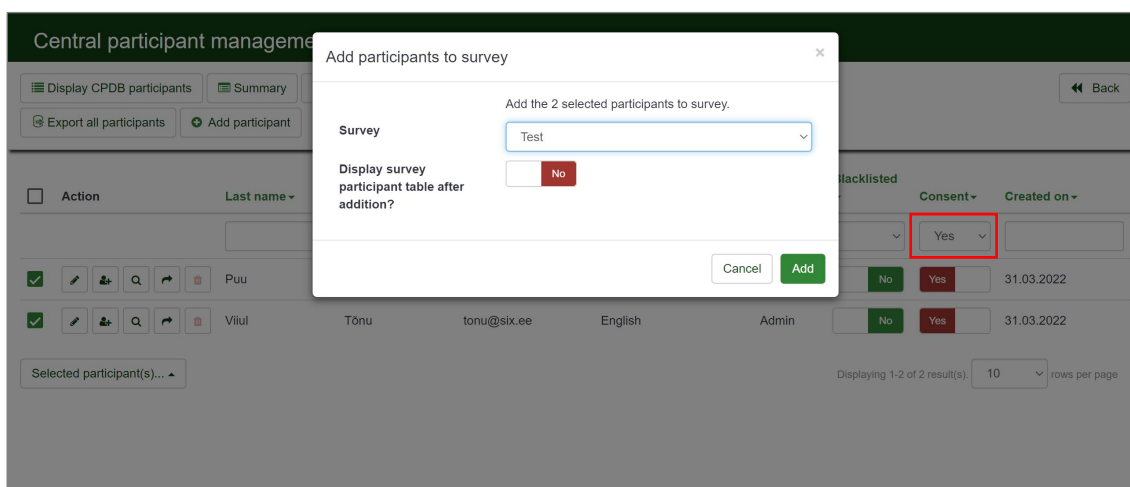 Central participant manageme
Add participants to survey
×
Display CPDB participants
Summary
Back
Export all participants
Add participant
Add the 2 selected participants to survey.
Survey
Test
Display survey
participant table after
addition?
No
Cancel
Add
Action
Last name
Blacklisted
Consent
Created on
Yes
Puu
No
Yes
31.03.2022
Viiul
Tõnu
tonu@six.ee
English
Admin
No
Yes
31.03.2022
Selected participant(s)...
Displaying 1-2 of 2 result(s).
10
rows per page